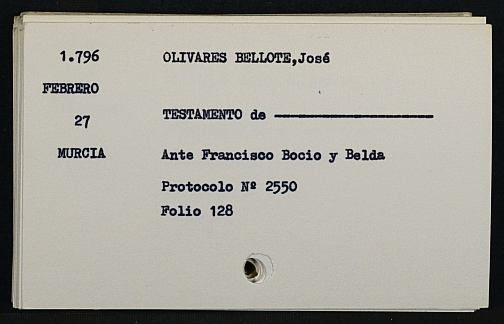 1.796 OLIVARES BELLOTE,José
FEBRERO
27 TESTAMENTO de ———————————
MURCIA Ante Francisco Bocio y Belda
Protocolo Nº 2550
Folio 128